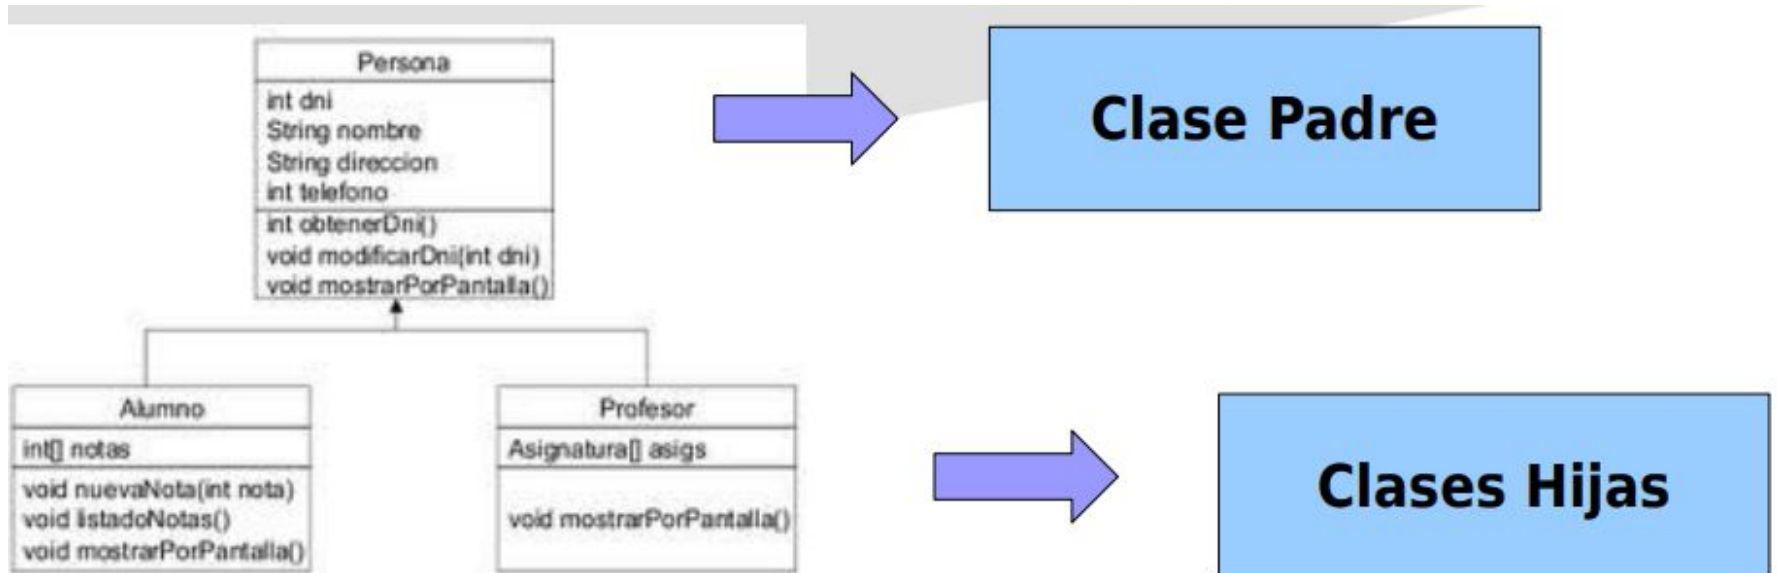 Persona
int dni
String nombre
String direccion
int telefono
int obtenerDni()
void modificarDni(int dni)
void mostrarPorPantalla()
Clase Padre
Alumno
int[] notas
void nuevaNota(int nota)
void listadoNotas()
void mostrarPorPantalla()
Profesor
Asignatura[] asigs
void mostrarPorPantalla()
Clases Hijas